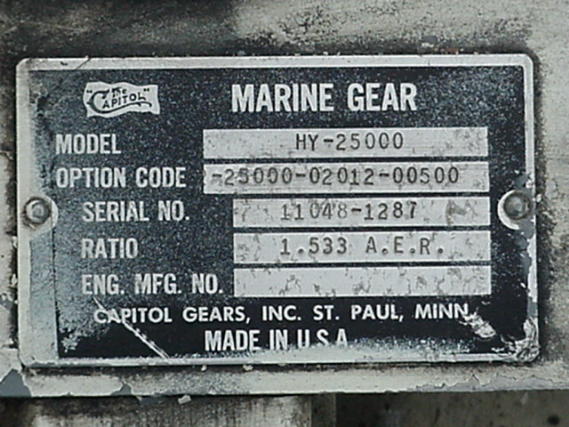 "The CAPITOL"
MARINE GEAR
MODEL HY-25000
OPTION CODE -25000-02012-00500
SERIAL NO. 11048-1287
RATIO 1.533 A.E.R.
ENG. MFG. NO.
CAPITOL GEARS, INC. ST. PAUL, MINN.
MADE IN U.S.A.